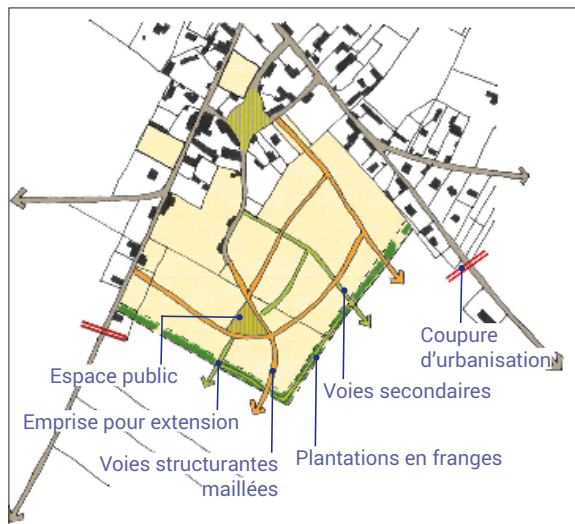 Coupure
d'urbanisation
Espace public
Voies secondaires
Emprise pour extension
Voies structurantes
maillées
Plantations en franges